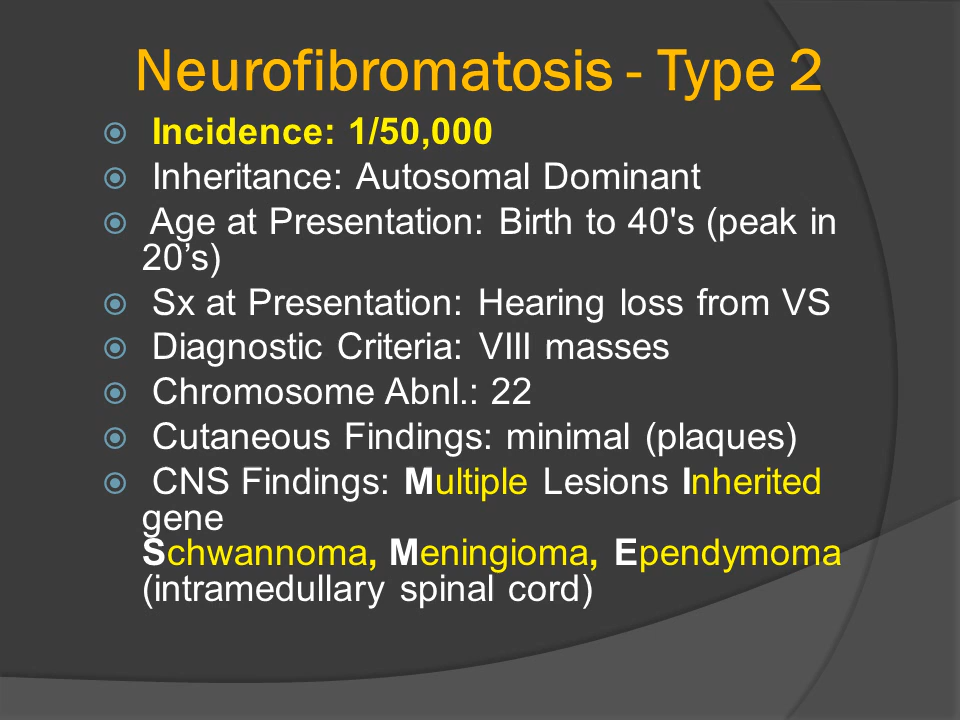 Neurofibromatosis - Type 2
Incidence: 1/50,000
Inheritance: Autosomal Dominant
Age at Presentation: Birth to 40's (peak in
20’s)
Sx at Presentation: Hearing loss from VS
Diagnostic Criteria: VIII masses
Chromosome Abnl.: 22
Cutaneous Findings: minimal (plaques)
CNS Findings: Multiple Lesions Inherited
gene
Schwannoma, Meningioma, Ependymoma
(intramedullary spinal cord)